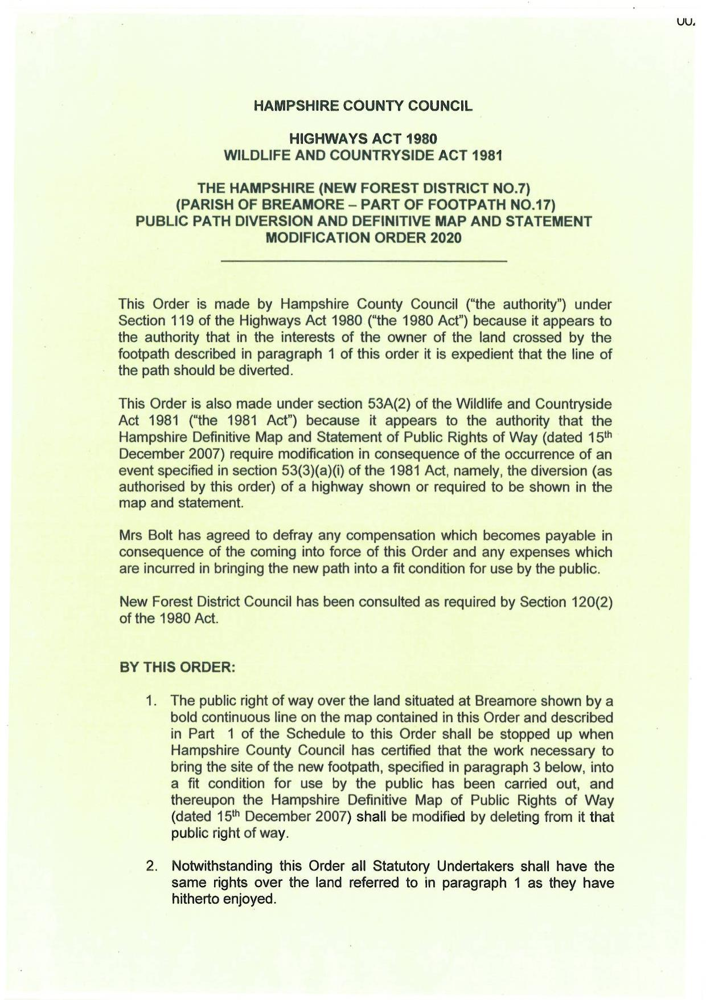 UU.
HAMPSHIRE COUNTY COUNCIL
HIGHWAYS ACT 1980
WILDLIFE AND COUNTRYSIDE ACT 1981
THE HAMPSHIRE (NEW FOREST DISTRICT NO.7)
(PARISH OF BREAMORE – PART OF FOOTPATH NO.17)
PUBLIC PATH DIVERSION AND DEFINITIVE MAP AND STATEMENT
MODIFICATION ORDER 2020
This Order is made by Hampshire County Council (“the authority”) under
Section 119 of the Highways Act 1980 (“the 1980 Act”) because it appears to
the authority that in the interests of the owner of the land crossed by the
footpath described in paragraph 1 of this order it is expedient that the line of
the path should be diverted.
This Order is also made under section 53A(2) of the Wildlife and Countryside
Act 1981 (“the 1981 Act”) because it appears to the authority that the
Hampshire Definitive Map and Statement of Public Rights of Way (dated 15th
December 2007) require modification in consequence of the occurrence of an
event specified in section 53(3)(a)(i) of the 1981 Act, namely, the diversion (as
authorised by this order) of a highway shown or required to be shown in the
map and statement.
Mrs Bolt has agreed to defray any compensation which becomes payable in
consequence of the coming into force of this Order and any expenses which
are incurred in bringing the new path into a fit condition for use by the public.
New Forest District Council has been consulted as required by Section 120(2)
of the 1980 Act.
BY THIS ORDER:
1. The public right of way over the land situated at Breamore shown by a
bold continuous line on the map contained in this Order and described
in Part 1 of the Schedule to this Order shall be stopped up when
Hampshire County Council has certified that the work necessary to
bring the site of the new footpath, specified in paragraph 3 below, into
a fit condition for use by the public has been carried out, and
thereupon the Hampshire Definitive Map of Public Rights of Way
(dated 15th December 2007) shall be modified by deleting from it that
public right of way.
2. Notwithstanding this Order all Statutory Undertakers shall have the
same rights over the land referred to in paragraph 1 as they have
hitherto enjoyed.